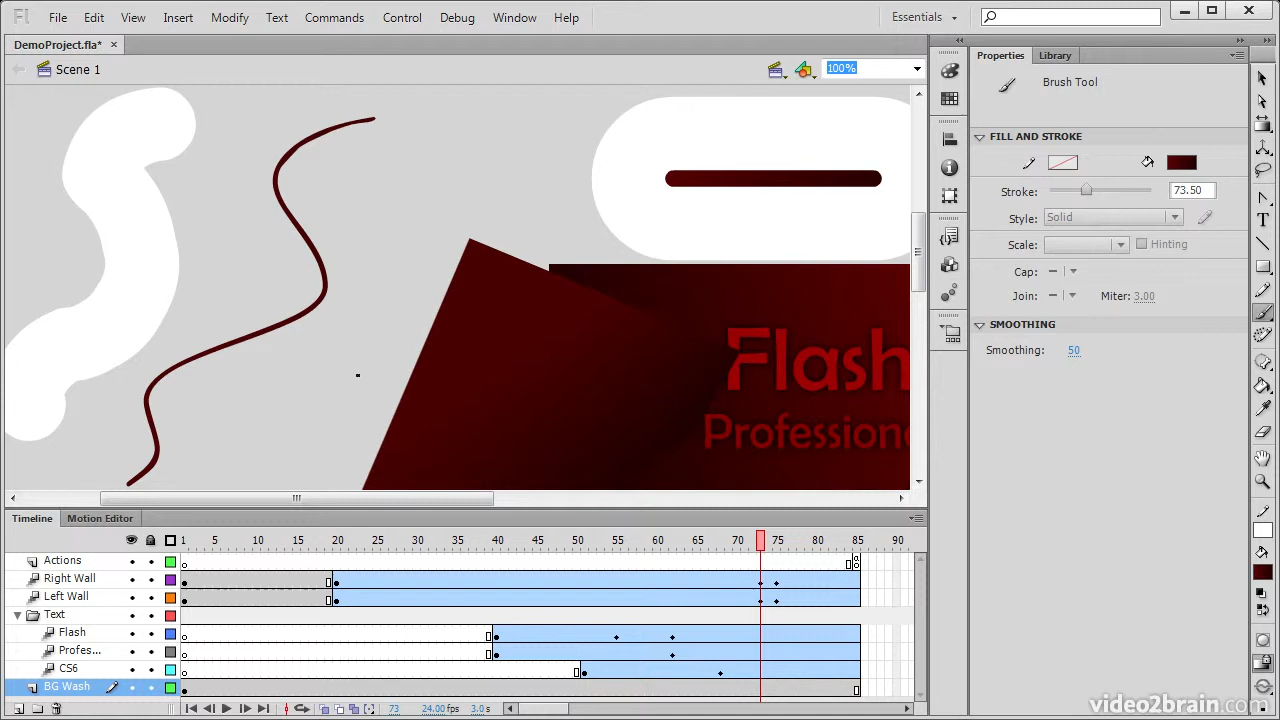 Fl File Edit View Insert Modify Text Commands Control Debug Window Help Essentials
DemoProject.fla*
Scene 1 100%
Flash
Professiona
Properties Library
Brush Tool
FILL AND STROKE
Stroke: 73.50
Style: Solid
Scale: Hinting
Cap:
Join: Miter: 3.00
SMOOTHING
Smoothing: 50
Timeline Motion Editor
1 5 10 15 20 25 30 35 40 45 50 55 60 65 70 75 80 85 90
Actions
Right Wall
Left Wall
Text
Flash
Profes...
CS6
BG Wash
73 24.00 fps 3.0 s
video2brain.com